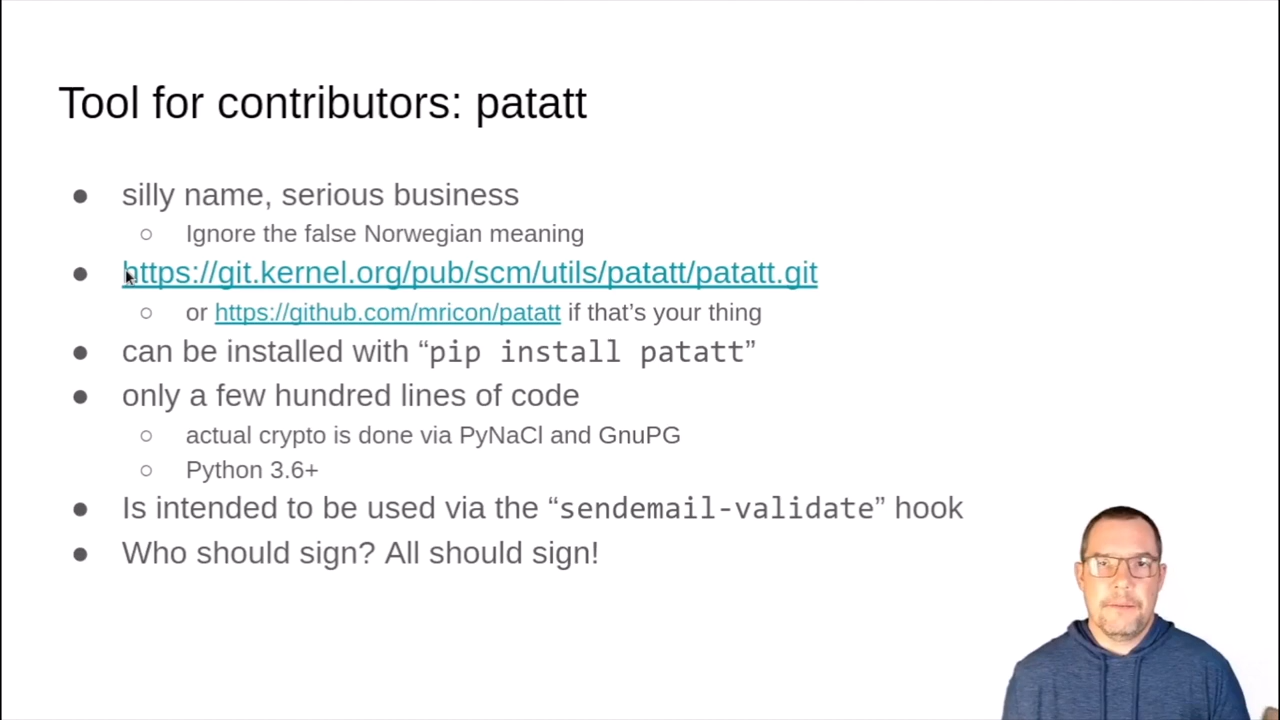 Tool for contributors: patatt
● silly name, serious business
○ Ignore the false Norwegian meaning
● https://git.kernel.org/pub/scm/utils/patatt/patatt.git
○ or https://github.com/mricon/patatt if that’s your thing
● can be installed with “pip install patatt”
● only a few hundred lines of code
○ actual crypto is done via PyNaCl and GnuPG
○ Python 3.6+
● Is intended to be used via the “sendemail-validate” hook
● Who should sign? All should sign!